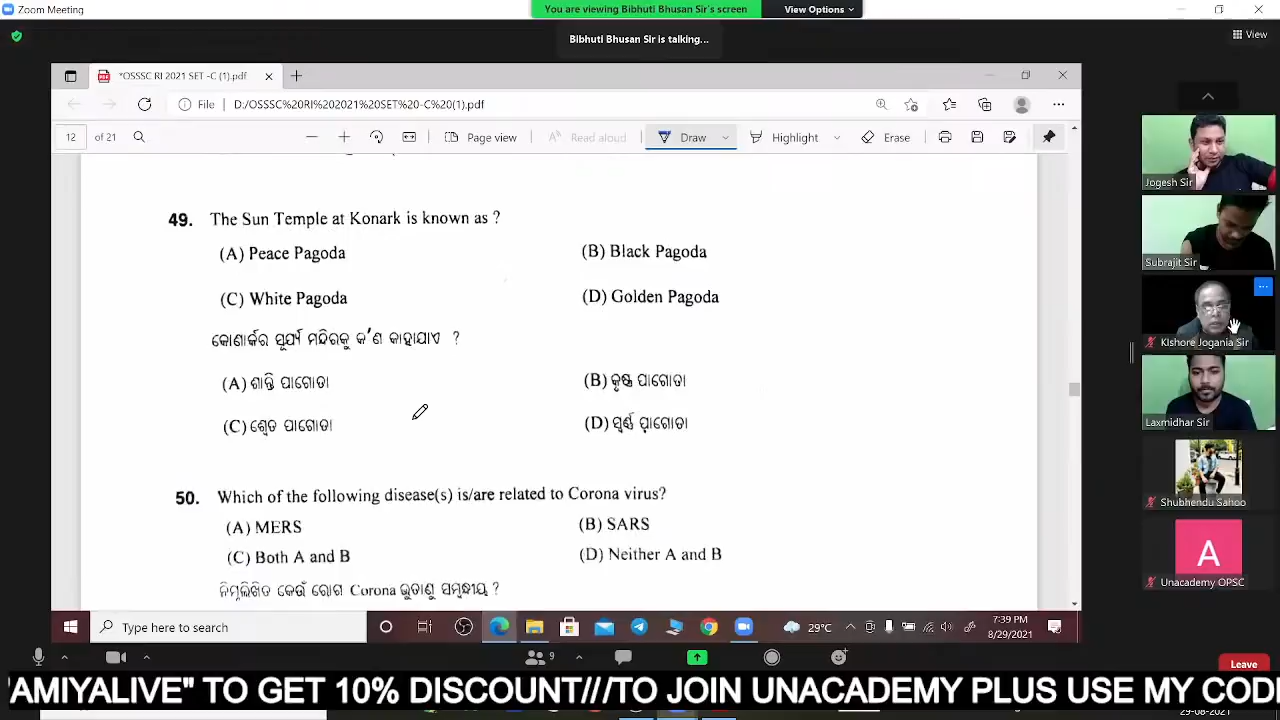 Zoom Meeting
You are viewing Bibhuti Bhusan Sir's screen
View Options
Bibhuti Bhusan Sir is talking...
View
*OSSSC RI 2021 SET -C (1).pdf
File D:/OSSSC%20RI%202021%20SET%20-C%20(1).pdf
12 of 21
Page view
Read aloud
Draw
Highlight
Erase
49. The Sun Temple at Konark is known as ?
(A) Peace Pagoda (B) Black Pagoda
(C) White Pagoda (D) Golden Pagoda
କୋଣାର୍କର ସୂର୍ଯ୍ୟ ମନ୍ଦିରକୁ କ'ଣ କାହାଯାଏ ?
(A) ଶାନ୍ତି ପାଗୋଡା (B) କୃଷ୍ଣ ପାଗୋଡା
(C) ଶ୍ୱେତ ପାଗୋଡା (D) ସ୍ୱର୍ଣ୍ଣ ପାଗୋଡା
50. Which of the following disease(s) is/are related to Corona virus?
(A) MERS (B) SARS
(C) Both A and B (D) Neither A and B
ନିମ୍ନଲିଖିତ କେଉଁ ରୋଗ Corona ଭୂତାଣୁ ସମ୍ବନ୍ଧୀୟ ?
Jogesh Sir
Subrajit Sir
KIshore Jogania Sir
Laxmidhar Sir
Shubhendu Sahoo
A
Unacademy OPSC
Type here to search
29°C
7:39 PM
8/29/2021
9
Leave
"AMIYALIVE" TO GET 10% DISCOUNT///TO JOIN UNACADEMY PLUS USE MY CODE
29-08-2021